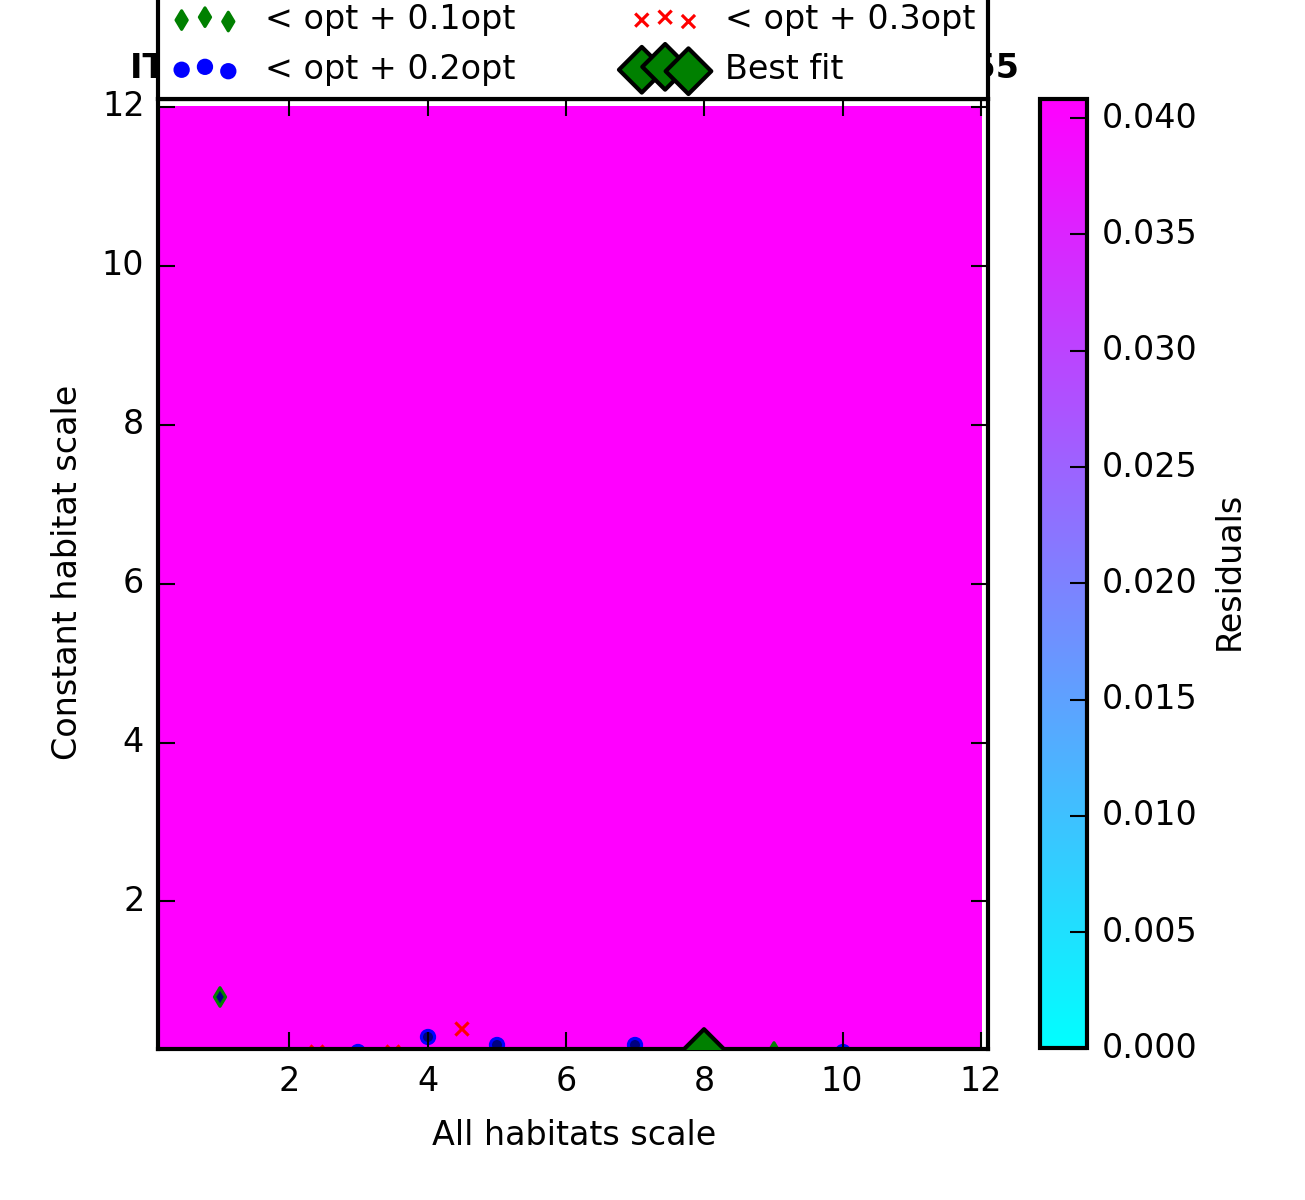 < opt + 0.1opt
< opt + 0.3opt
< opt + 0.2opt
Best fit
12
10
8
6
4
2
Constant habitat scale
2 4 6 8 10 12
All habitats scale
0.040
0.035
0.030
0.025
0.020
0.015
0.010
0.005
0.000
Residuals